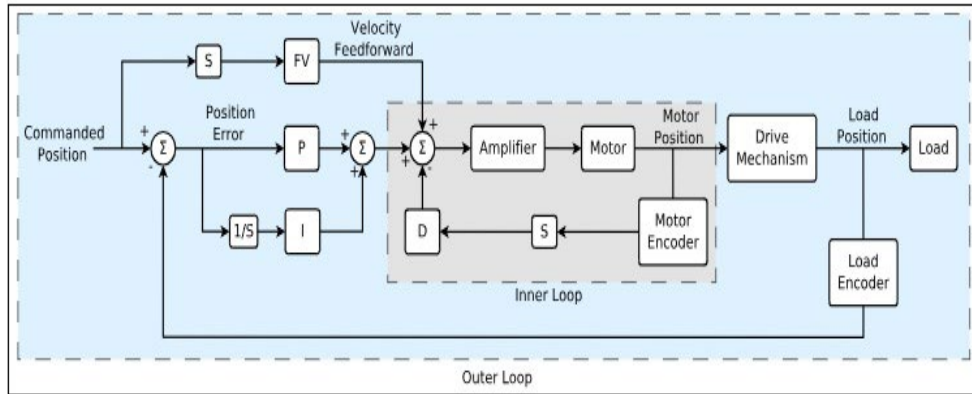 Velocity
Feedforward
S
FV
Commanded
Position
+
-
Σ
Position
Error
P
+
+
Σ
+
+
-
Σ
Amplifier
Motor
Motor
Position
Drive
Mechanism
Load
Position
Load
1/S
I
D
S
Motor
Encoder
Load
Encoder
Inner Loop
Outer Loop